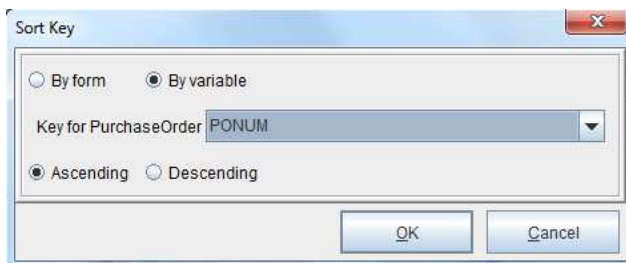 Sort Key
By form By variable
Key for PurchaseOrder PONUM
Ascending Descending
OK Cancel